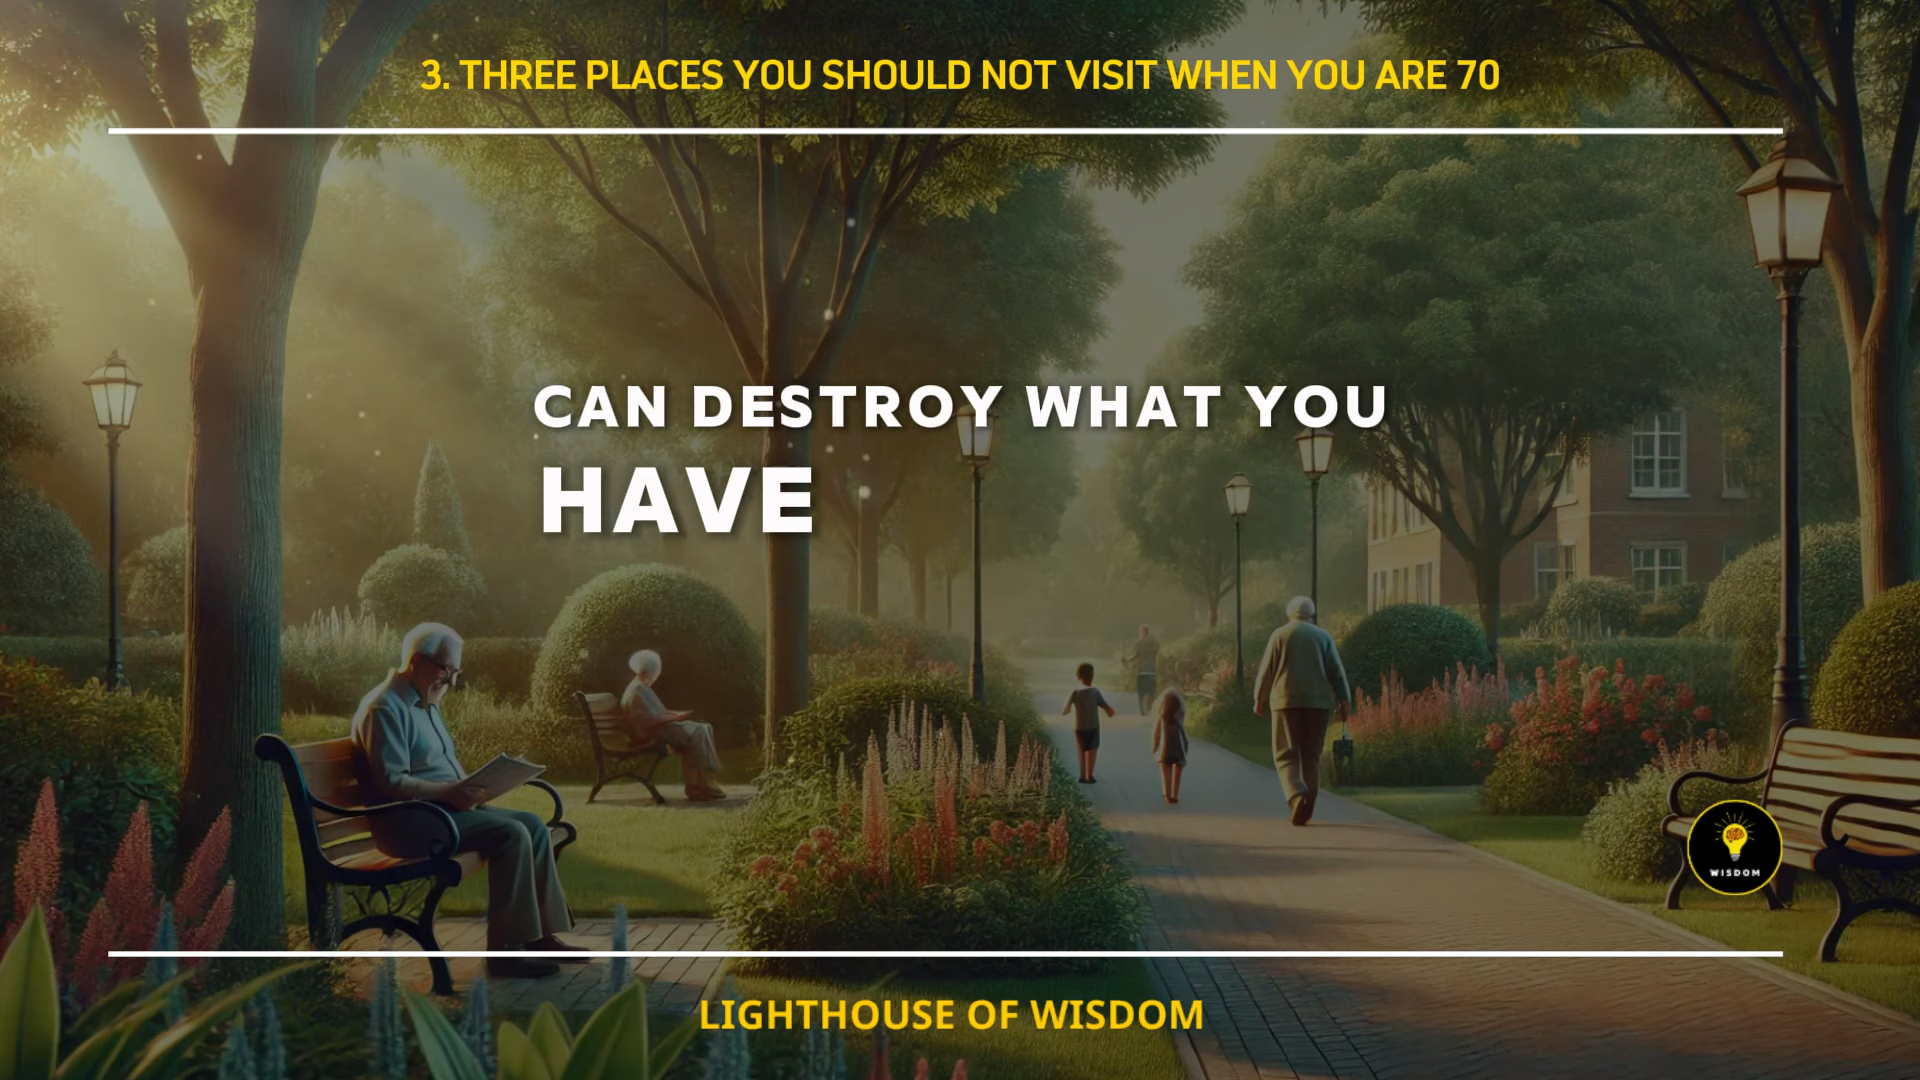 3. THREE PLACES YOU SHOULD NOT VISIT WHEN YOU ARE 70
CAN DESTROY WHAT YOU
HAVE
WISDOM
LIGHTHOUSE OF WISDOM